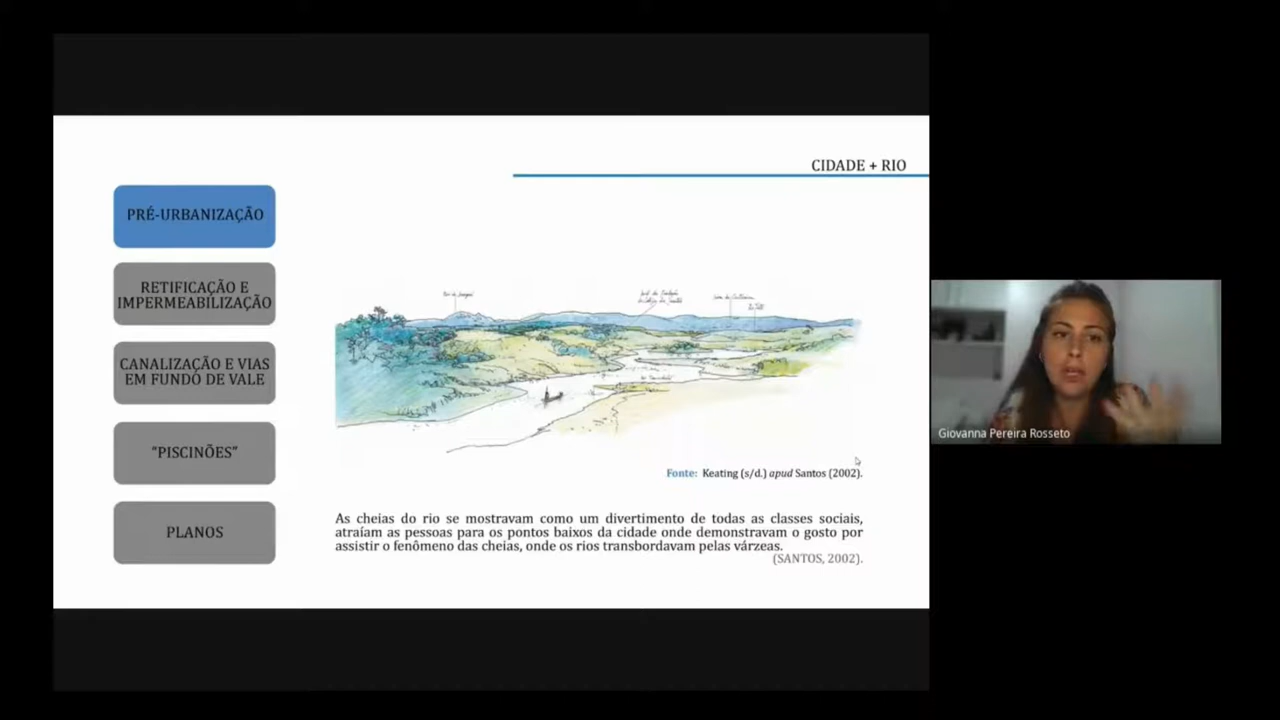 CIDADE + RIO
PRÉ-URBANIZAÇÃO
RETIFICAÇÃO E
IMPERMEABILIZAÇÃO
CANALIZAÇÃO E VIAS
EM FUNDO DE VALE
“PISCINÕES”
PLANOS
Fonte: Keating (s/d.) apud Santos (2002).
As cheias do rio se mostravam como um divertimento de todas as classes sociais,
atraíam as pessoas para os pontos baixos da cidade onde demonstravam o gosto por
assistir o fenômeno das cheias, onde os rios transbordavam pelas várzeas.
(SANTOS, 2002).
Giovanna Pereira Rosseto